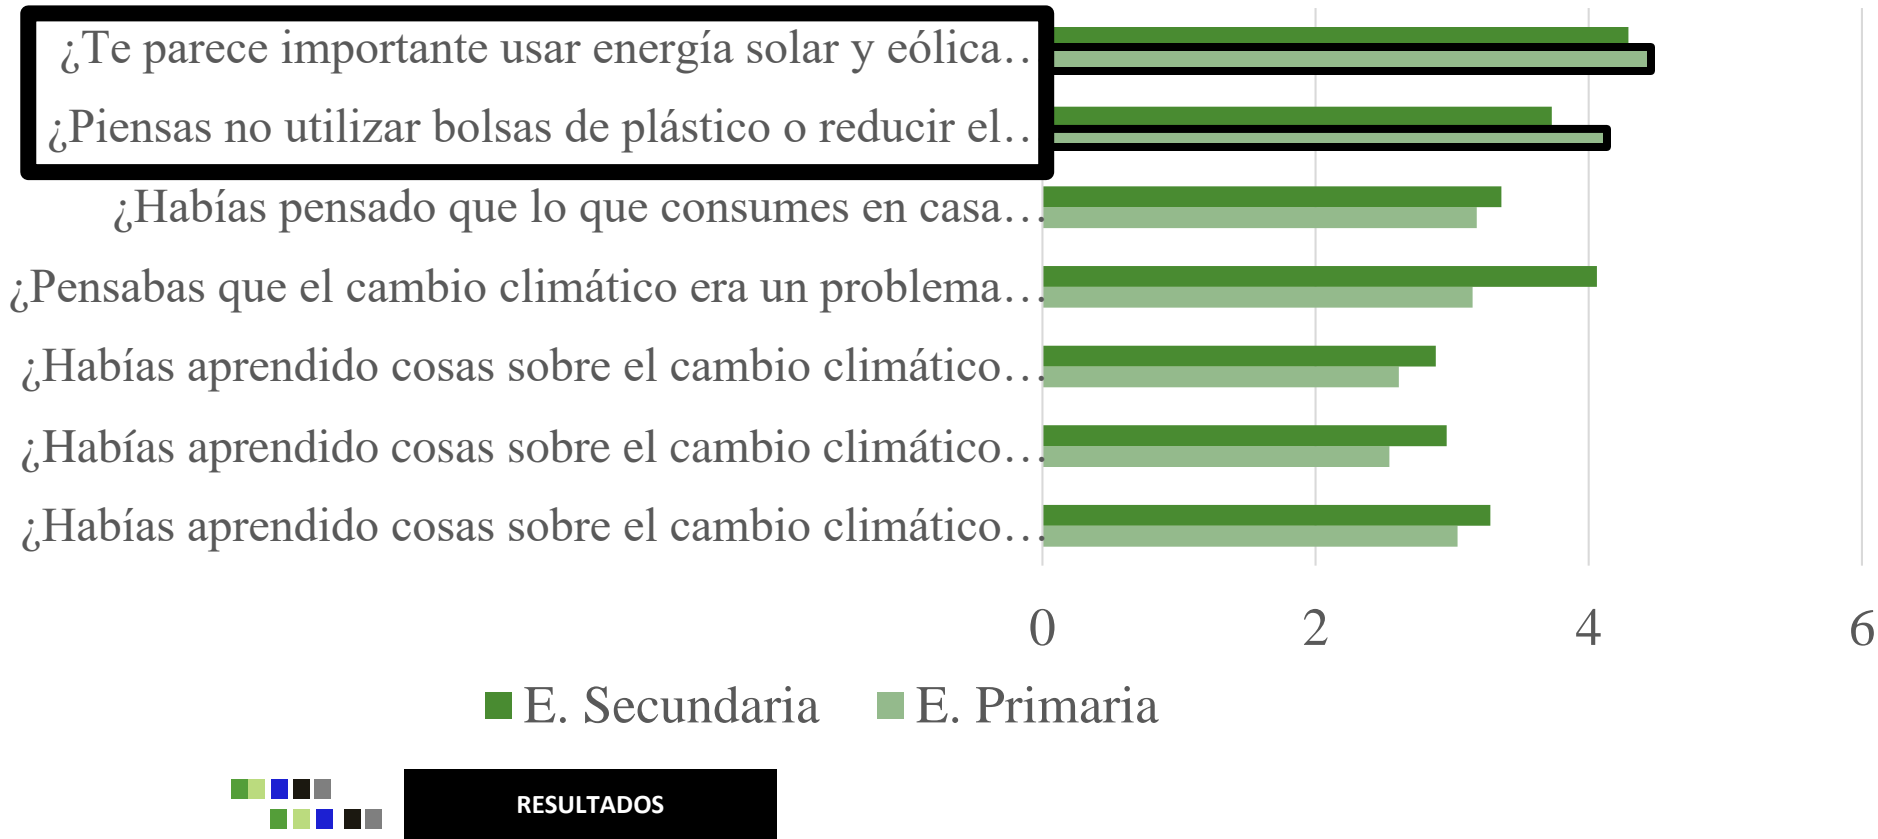 ¿Te parece importante usar energía solar y eólica…
¿Piensas no utilizar bolsas de plástico o reducir el…
¿Habías pensado que lo que consumes en casa…
¿Pensabas que el cambio climático era un problema…
¿Habías aprendido cosas sobre el cambio climático…
¿Habías aprendido cosas sobre el cambio climático…
¿Habías aprendido cosas sobre el cambio climático…
0 2 4 6
E. Secundaria E. Primaria
RESULTADOS